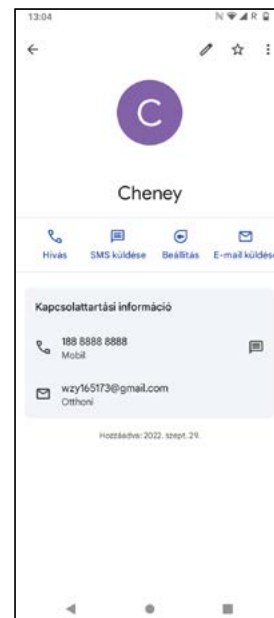 13:04
R
C
Cheney
Hívás
SMS küldése
Beállítás
E-mail küldése
Kapcsolattartási információ
188 8888 8888
Mobil
wzy165173@gmail.com
Otthoni
Hozzáadva: 2022. szept. 29.